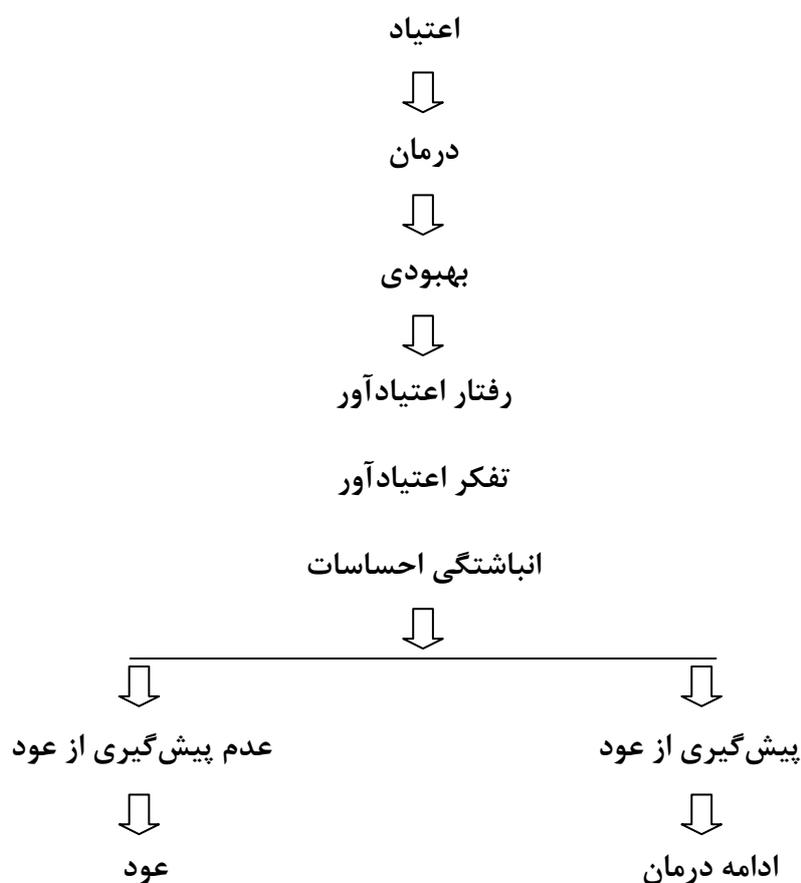 اعتیاد
درمان
بهبودی
رفتار اعتیادآور
تفکر اعتیادآور
انباشتگی احساسات
پیش‌گیری از عود
عدم پیش‌گیری از عود
ادامه درمان
عود